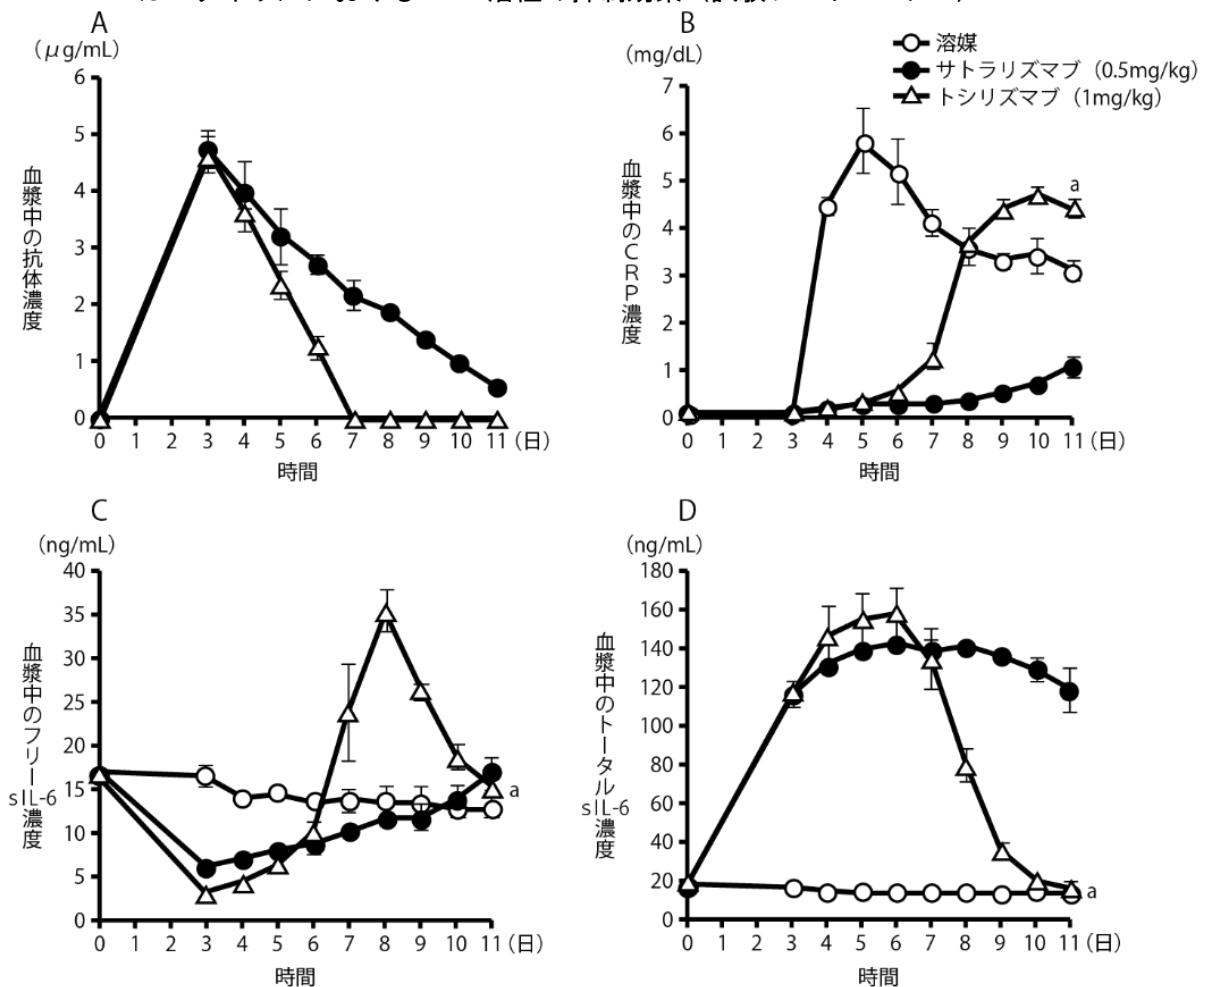 A
(μg/mL)
血漿中の抗体濃度
6
5
4
3
2
1
0
0 1 2 3 4 5 6 7 8 9 10 11 (日)
時間
B
(mg/dL)
溶媒
サトラリズマブ (0.5mg/kg)
トシリズマブ (1mg/kg)
血漿中のCRP濃度
7
6
5
4
3
2
1
0
a
0 1 2 3 4 5 6 7 8 9 10 11 (日)
時間
C
(ng/mL)
血漿中のフリーsIL-6濃度
40
35
30
25
20
15
10
5
0
a
0 1 2 3 4 5 6 7 8 9 10 11 (日)
時間
D
(ng/mL)
血漿中のトータルsIL-6濃度
180
160
140
120
100
80
60
40
20
0
a
0 1 2 3 4 5 6 7 8 9 10 11 (日)
時間